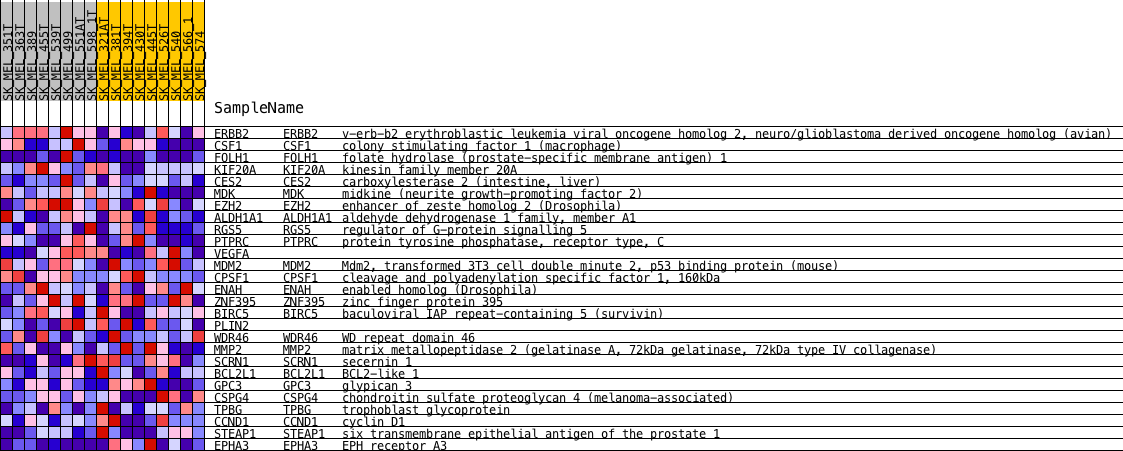 SK_MEL_351T
SK_MEL_363T
SK_MEL_389
SK_MEL_455T
SK_MEL_539T
SK_MEL_499
SK_MEL_551AT
SK_MEL_598_1T
SK_MEL_321AT
SK_MEL_381T
SK_MEL_394T
SK_MEL_430T
SK_MEL_445T
SK_MEL_526T
SK_MEL_540
SK_MEL_566_1
SK_MEL_574
SampleName
ERBB2 ERBB2 v-erb-b2 erythroblastic leukemia viral oncogene homolog 2, neuro/glioblastoma derived oncogene homolog (avian)
CSF1 CSF1 colony stimulating factor 1 (macrophage)
FOLH1 FOLH1 folate hydrolase (prostate-specific membrane antigen) 1
KIF20A KIF20A kinesin family member 20A
CES2 CES2 carboxylesterase 2 (intestine, liver)
MDK MDK midkine (neurite growth-promoting factor 2)
EZH2 EZH2 enhancer of zeste homolog 2 (Drosophila)
ALDH1A1 ALDH1A1 aldehyde dehydrogenase 1 family, member A1
RGS5 RGS5 regulator of G-protein signalling 5
PTPRC PTPRC protein tyrosine phosphatase, receptor type, C
VEGFA
MDM2 MDM2 Mdm2, transformed 3T3 cell double minute 2, p53 binding protein (mouse)
CPSF1 CPSF1 cleavage and polyadenylation specific factor 1, 160kDa
ENAH ENAH enabled homolog (Drosophila)
ZNF395 ZNF395 zinc finger protein 395
BIRC5 BIRC5 baculoviral IAP repeat-containing 5 (survivin)
PLIN2
WDR46 WDR46 WD repeat domain 46
MMP2 MMP2 matrix metallopeptidase 2 (gelatinase A, 72kDa gelatinase, 72kDa type IV collagenase)
SCRN1 SCRN1 secernin 1
BCL2L1 BCL2L1 BCL2-like 1
GPC3 GPC3 glypican 3
CSPG4 CSPG4 chondroitin sulfate proteoglycan 4 (melanoma-associated)
TPBG TPBG trophoblast glycoprotein
CCND1 CCND1 cyclin D1
STEAP1 STEAP1 six transmembrane epithelial antigen of the prostate 1
EPHA3 EPHA3 EPH receptor A3